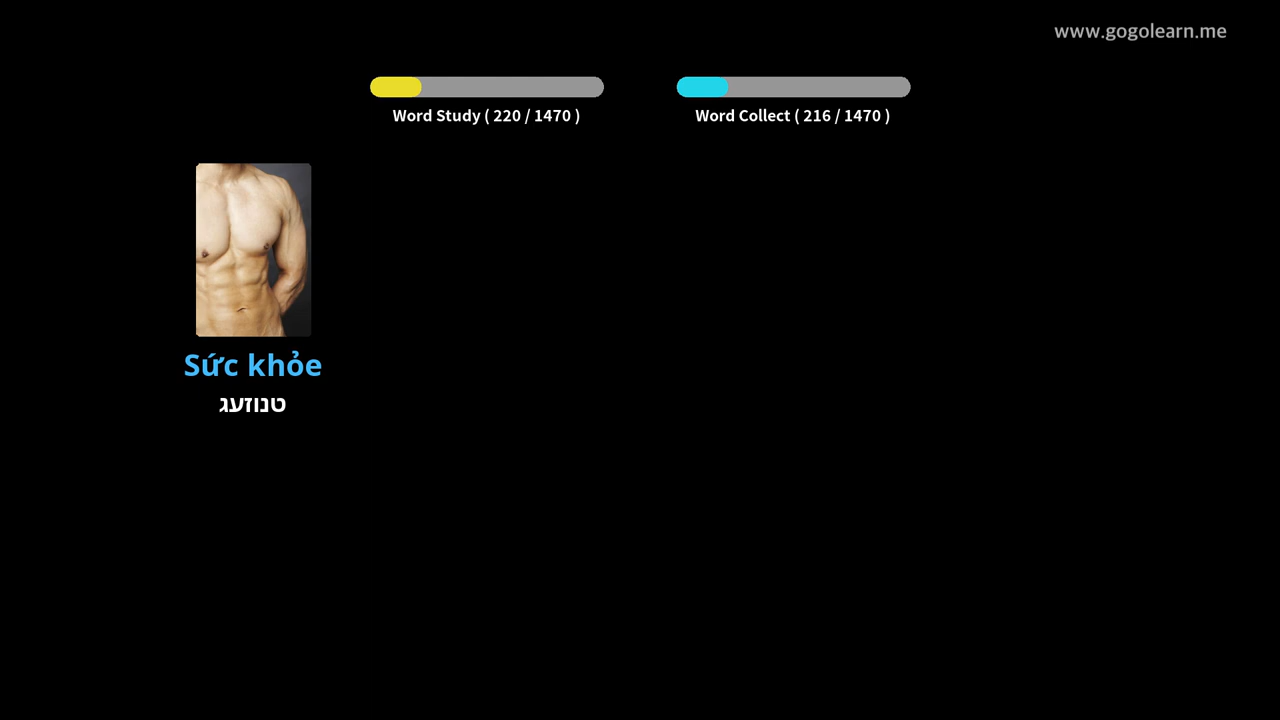 www.gogolearn.me
Word Study ( 220 / 1470 )
Word Collect ( 216 / 1470 )
Sức khỏe
טנוזעג